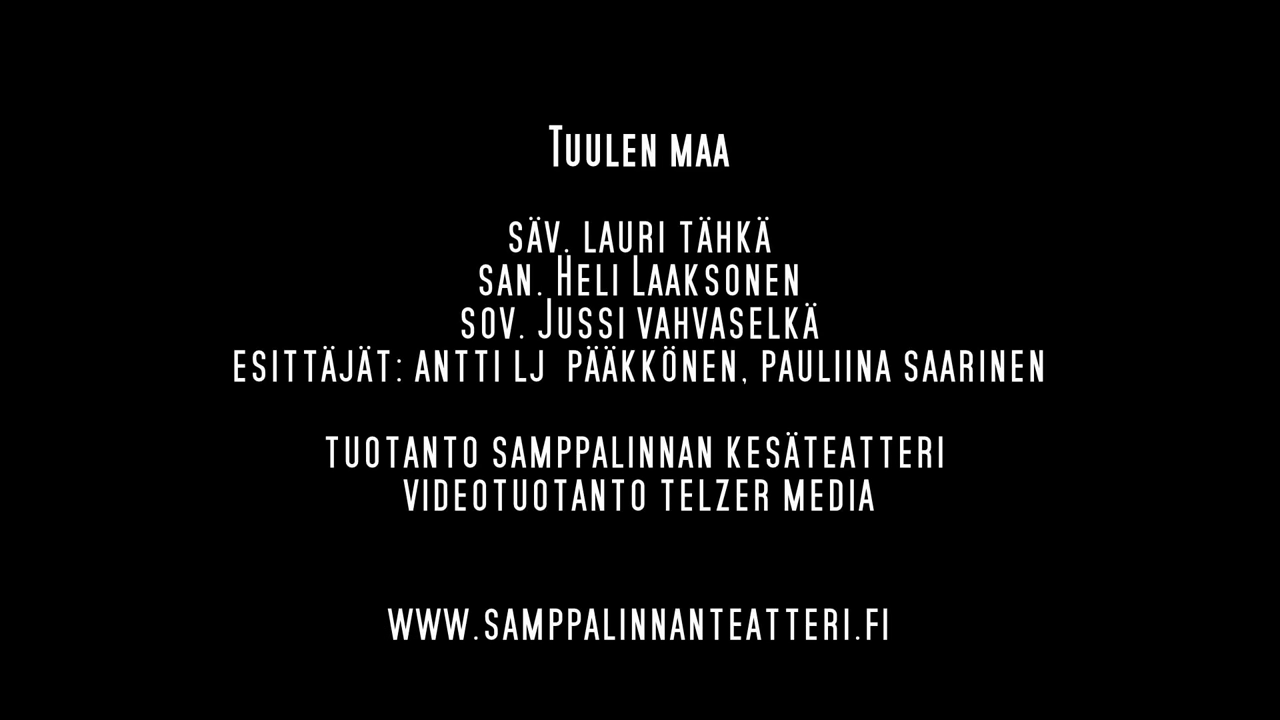 TUULEN MAA
SÄV. LAURI TÄHKÄ
SAN. HELI LAAKSONEN
SOV. JUSSI VAHVASELKÄ
ESITTÄJÄT: ANTTI LJ PÄÄKKÖNEN, PAULIINA SAARINEN
TUOTANTO SAMPPALINNAN KESÄTEATTERI
VIDEOTUOTANTO TELZER MEDIA
WWW.SAMPPALINNANTEATTERI.FI